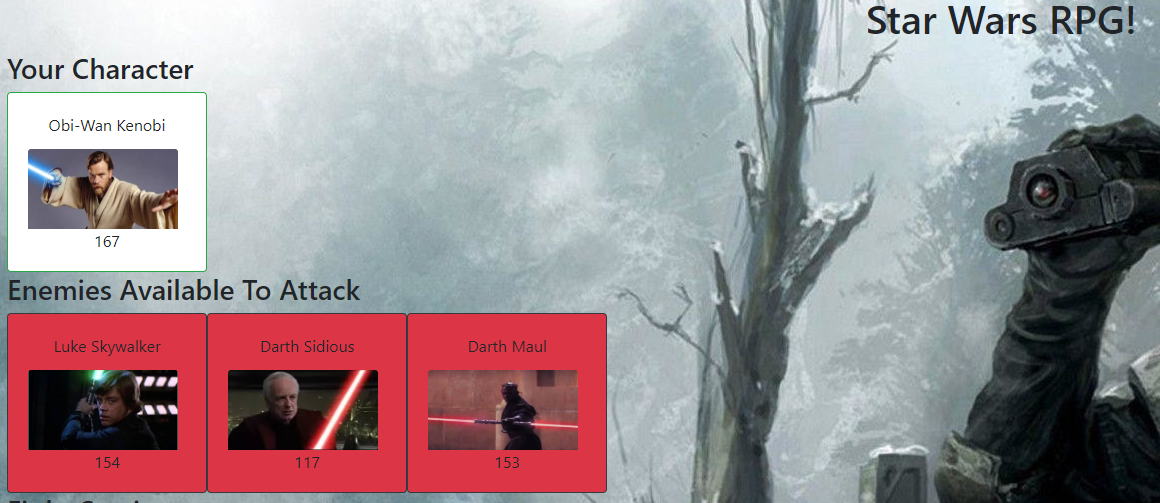 Star Wars RPG!
Your Character
Obi-Wan Kenobi
167
Enemies Available To Attack
Luke Skywalker
Darth Sidious
Darth Maul
154
117
153